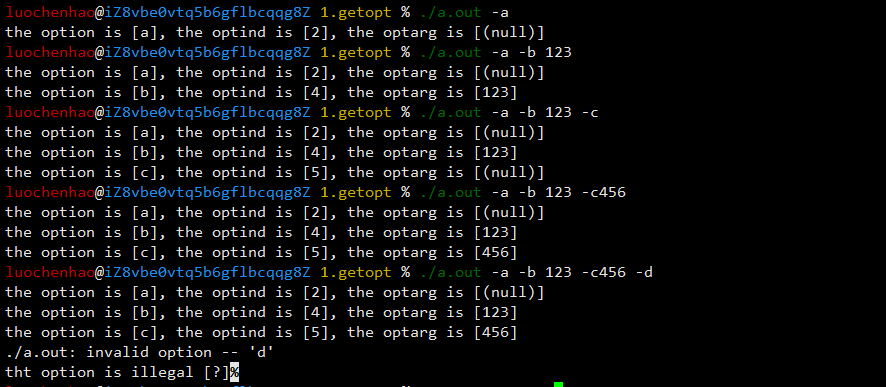 luochenhao@iZ8vbe0vtq5b6gflbcqqg8Z 1.getopt % ./a.out -a
the option is [a], the optind is [2], the optarg is [(null)]
luochenhao@iZ8vbe0vtq5b6gflbcqqg8Z 1.getopt % ./a.out -a -b 123
the option is [a], the optind is [2], the optarg is [(null)]
the option is [b], the optind is [4], the optarg is [123]
luochenhao@iZ8vbe0vtq5b6gflbcqqg8Z 1.getopt % ./a.out -a -b 123 -c
the option is [a], the optind is [2], the optarg is [(null)]
the option is [b], the optind is [4], the optarg is [123]
the option is [c], the optind is [5], the optarg is [(null)]
luochenhao@iZ8vbe0vtq5b6gflbcqqg8Z 1.getopt % ./a.out -a -b 123 -c456
the option is [a], the optind is [2], the optarg is [(null)]
the option is [b], the optind is [4], the optarg is [123]
the option is [c], the optind is [5], the optarg is [456]
luochenhao@iZ8vbe0vtq5b6gflbcqqg8Z 1.getopt % ./a.out -a -b 123 -c456 -d
the option is [a], the optind is [2], the optarg is [(null)]
the option is [b], the optind is [4], the optarg is [123]
the option is [c], the optind is [5], the optarg is [456]
./a.out: invalid option -- 'd'
tht option is illegal [?]%